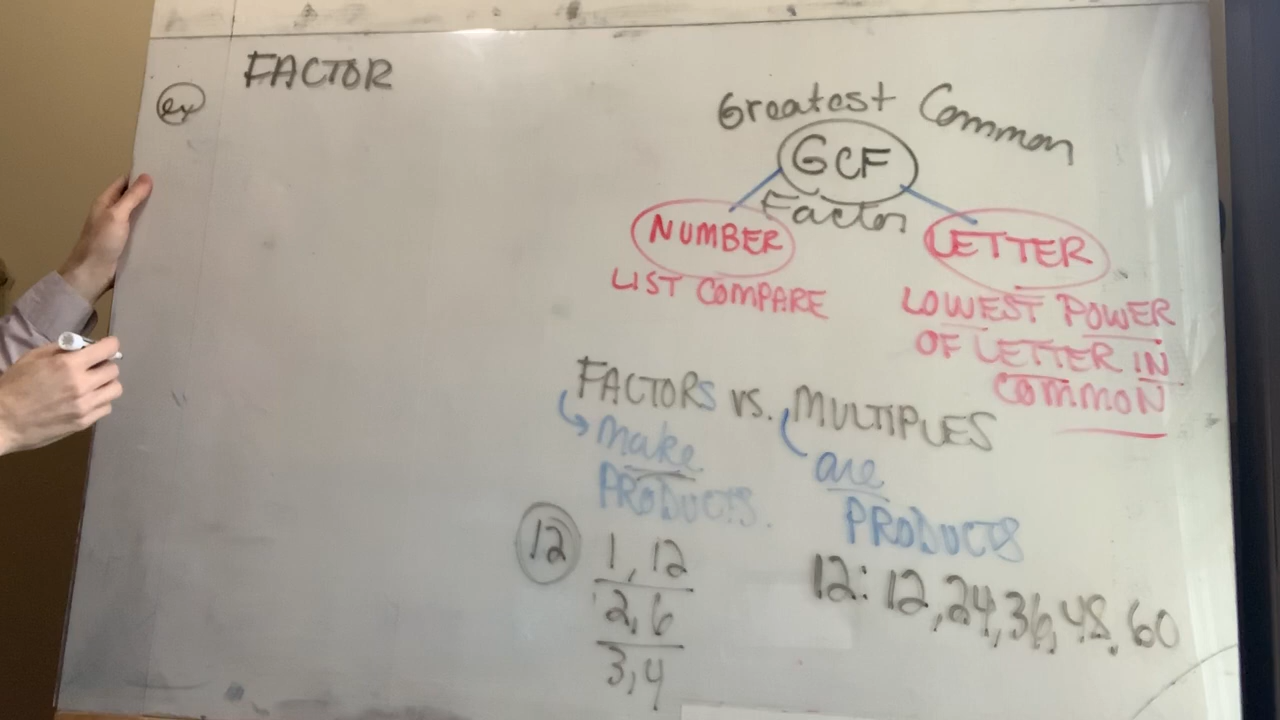 FACTOR
ex
Greatest Common
GCF
Factor
NUMBER
LIST COMPARE
LETTER
LOWEST POWER
OF LETTER IN
COMMON
FACTORS VS. MULTIPLES
make
PRODUCTS.
are
PRODUCTS
12
1, 12
2, 6
3, 4
12: 12, 24, 36, 48, 60